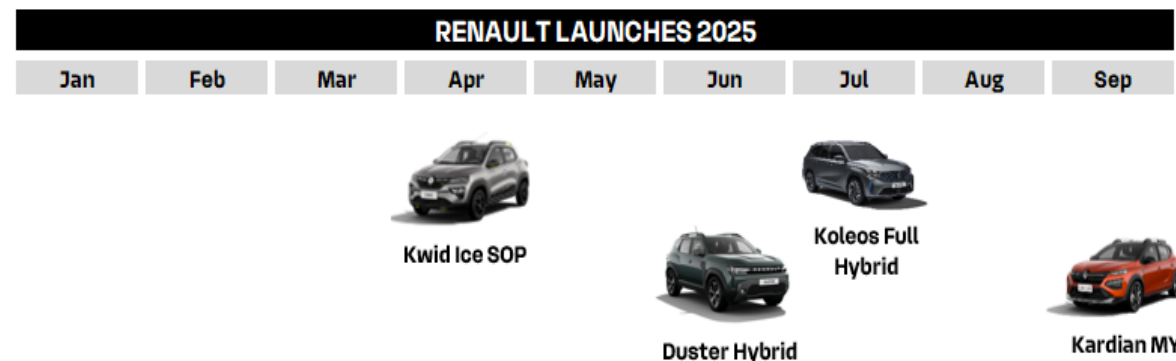 RENAULT LAUNCHES 2025
Jan Feb Mar Apr May Jun Jul Aug Sep
Kwid Ice SOP
Koleos Full
Hybrid
Duster Hybrid
Kardian MY